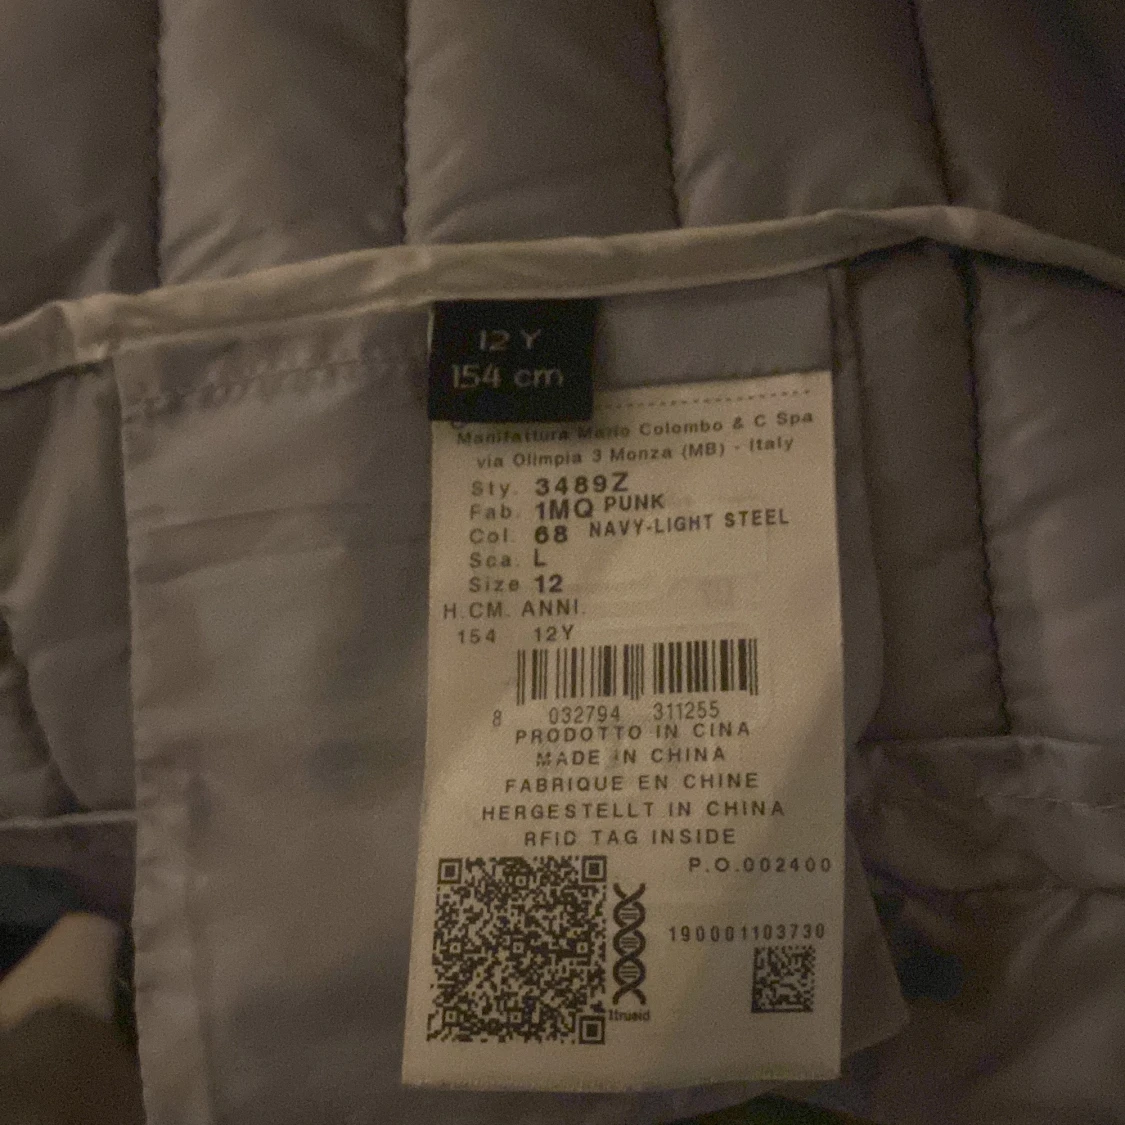 12 Y
154 cm
Manifattura Mario Colombo & C Spa
via Olimpia 3 Monza (MB) - Italy
Sty. 3489Z
Fab. 1MQ PUNK
Col. 68 NAVY-LIGHT STEEL
Sca. L
Size 12
H.CM. ANNI.
154 12Y
8 032794 311255
PRODOTTO IN CINA
MADE IN CHINA
FABRIQUE EN CHINE
HERGESTELLT IN CHINA
RFID TAG INSIDE
P.O.002400
190001103730
1trueid